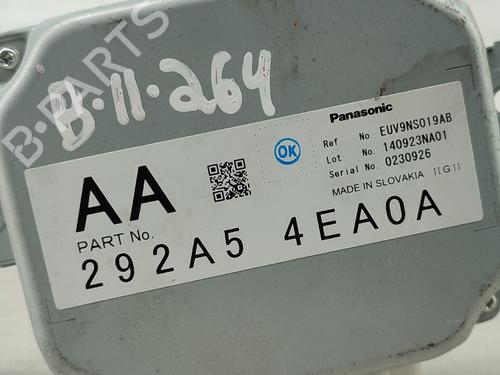 B-PARTS
B·11·264
Panasonic
Ref No. EUV9NS019AB
Lot No. 140923NA01
Serial No. 0230926
MADE IN SLOVAKIA [[G]]
OK
AA
PART No.
292A5 4EA0A